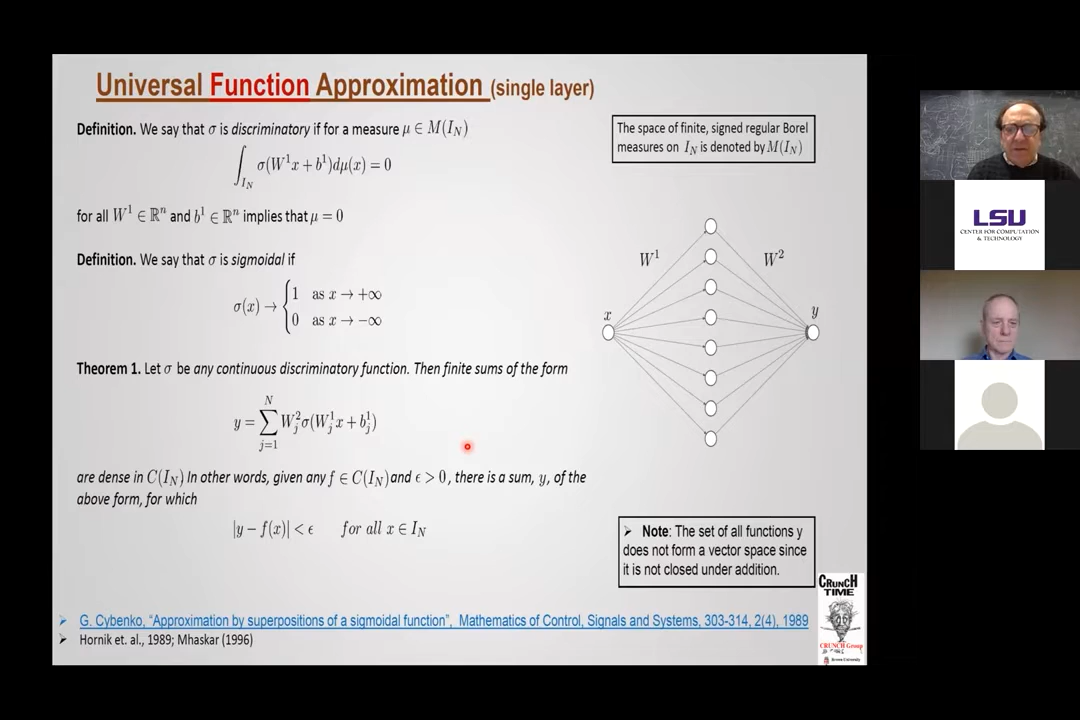 Universal Function Approximation (single layer)
Definition. We say that σ is discriminatory if for a measure μ ∈ M(I_N)
∫_{I_N} σ(W¹x + b¹)dμ(x) = 0
for all W¹ ∈ ℝⁿ and b¹ ∈ ℝⁿ implies that μ = 0
Definition. We say that σ is sigmoidal if
σ(x) → { 1 as x → +∞
0 as x → −∞
Theorem 1. Let σ be any continuous discriminatory function. Then finite sums of the form
y = ∑_{j=1}^{N} W_j²σ(W_j¹x + b_j¹)
are dense in C(I_N) In other words, given any f ∈ C(I_N) and ϵ > 0, there is a sum, y, of the
above form, for which
|y − f(x)| < ϵ for all x ∈ I_N
The space of finite, signed regular Borel
measures on I_N is denoted by M(I_N)
W¹
W²
x
y
➢ Note: The set of all functions y
does not form a vector space since
it is not closed under addition.
➢ G. Cybenko, "Approximation by superpositions of a sigmoidal function", Mathematics of Control, Signals and Systems, 303-314, 2(4), 1989
➢ Hornik et. al., 1989; Mhaskar (1996)
CRUNCH
TIME
CRUNCH Group
Brown University
LSU
CENTER FOR COMPUTATION
& TECHNOLOGY